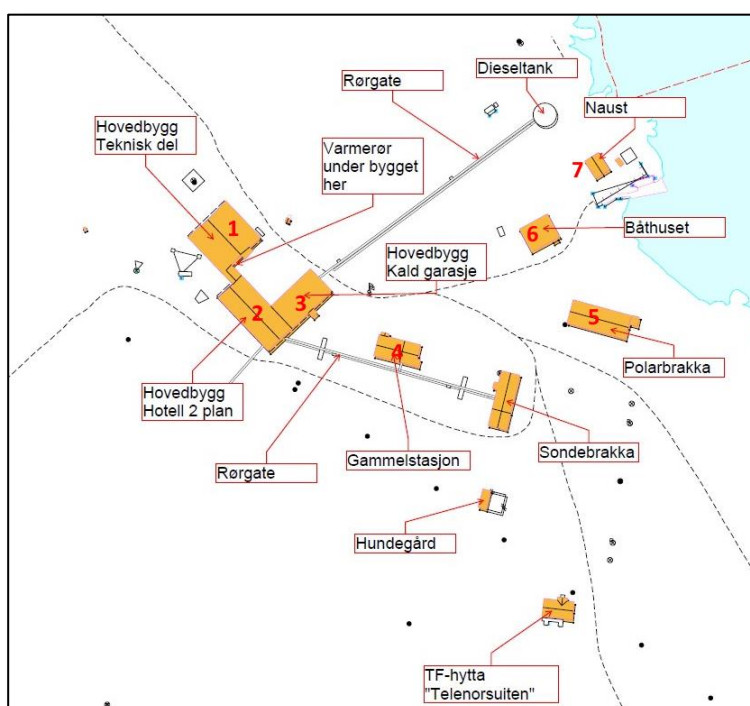 Dieseltank
Rørgate
Naust
Hovedbygg
Teknisk del
Varmerør
under bygget
her
7
1
6
Båthuset
Hovedbygg
Kald garasje
3
2
5
4
Polarbrakka
Hovedbygg
Hotell 2 plan
Rørgate
Gammelstasjon
Sondebrakka
Hundegård
TF-hytta
"Telenorsuiten"